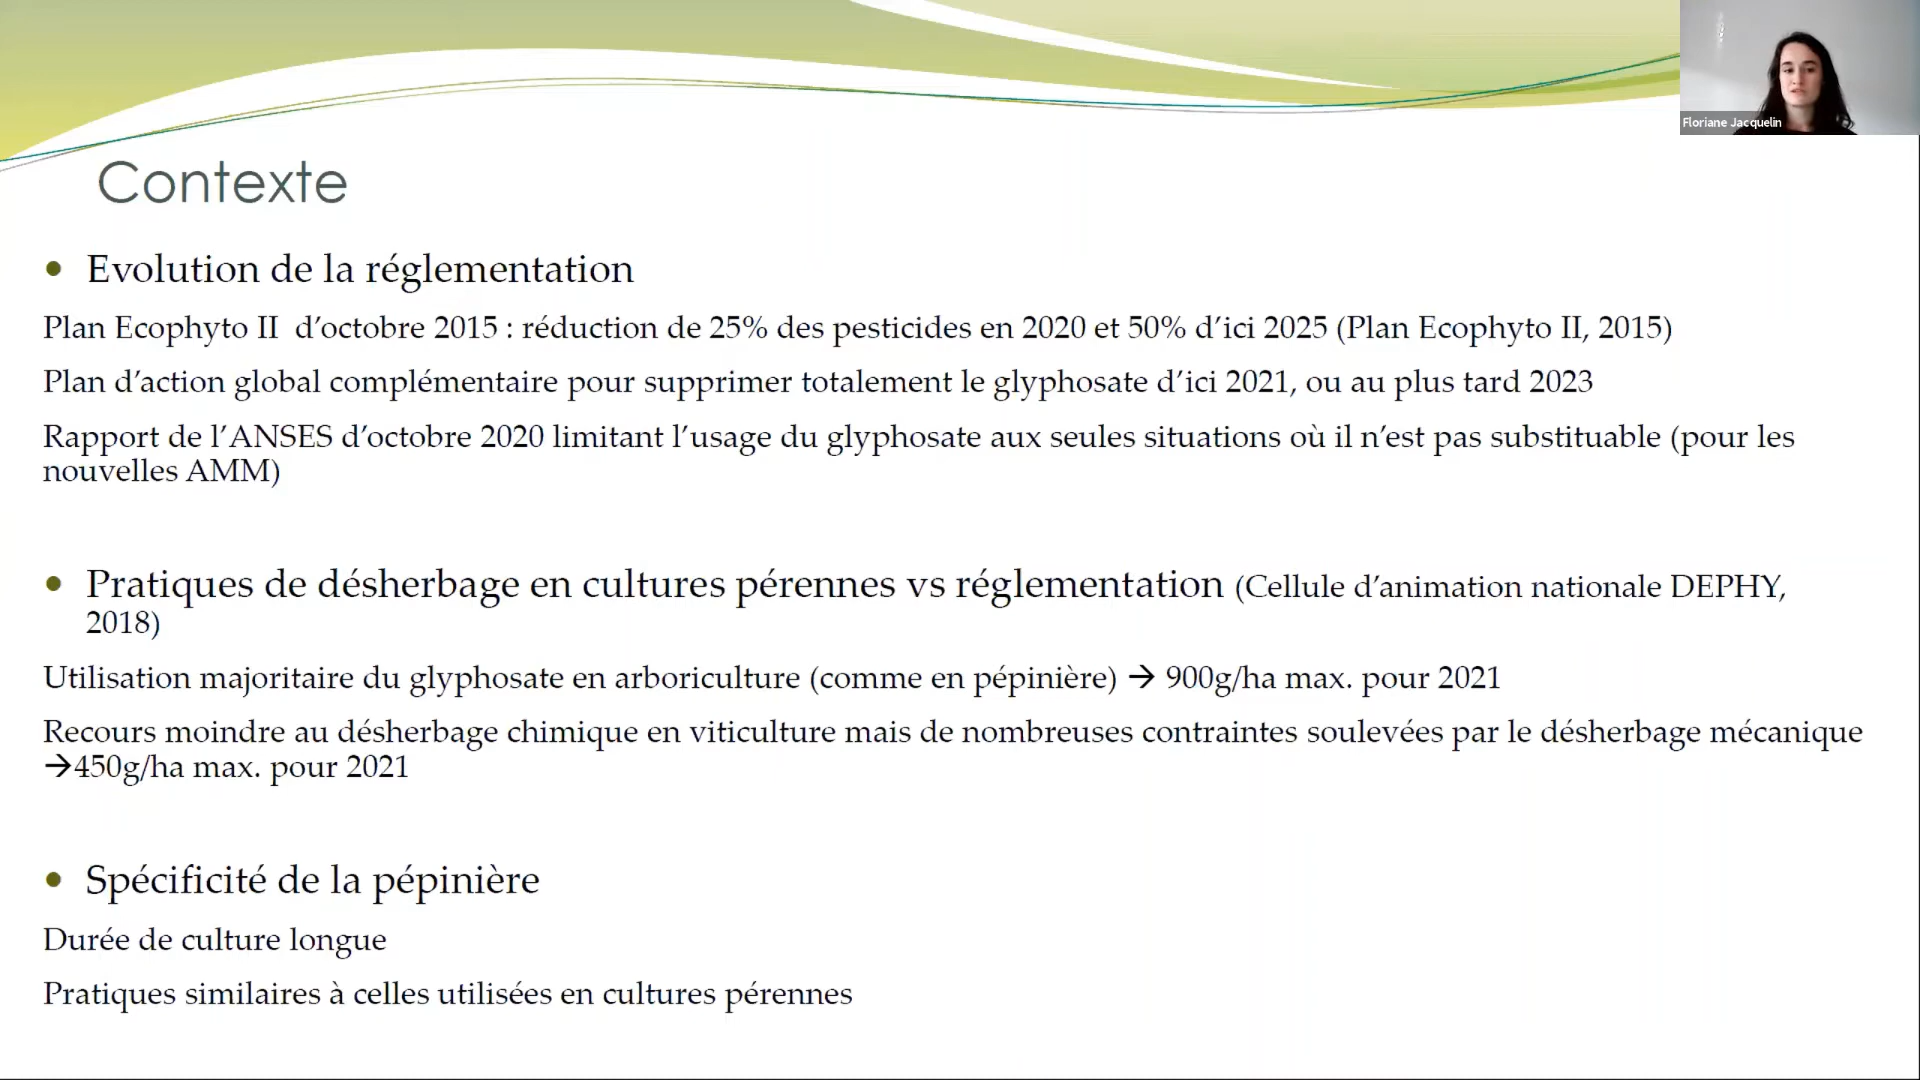 Floriane Jacquelin
Contexte
• Evolution de la réglementation
Plan Ecophyto II d’octobre 2015 : réduction de 25% des pesticides en 2020 et 50% d’ici 2025 (Plan Ecophyto II, 2015)
Plan d’action global complémentaire pour supprimer totalement le glyphosate d’ici 2021, ou au plus tard 2023
Rapport de l’ANSES d’octobre 2020 limitant l’usage du glyphosate aux seules situations où il n’est pas substituable (pour les
nouvelles AMM)
• Pratiques de désherbage en cultures pérennes vs réglementation (Cellule d’animation nationale DEPHY,
2018)
Utilisation majoritaire du glyphosate en arboriculture (comme en pépinière) → 900g/ha max. pour 2021
Recours moindre au désherbage chimique en viticulture mais de nombreuses contraintes soulevées par le désherbage mécanique
→450g/ha max. pour 2021
• Spécificité de la pépinière
Durée de culture longue
Pratiques similaires à celles utilisées en cultures pérennes